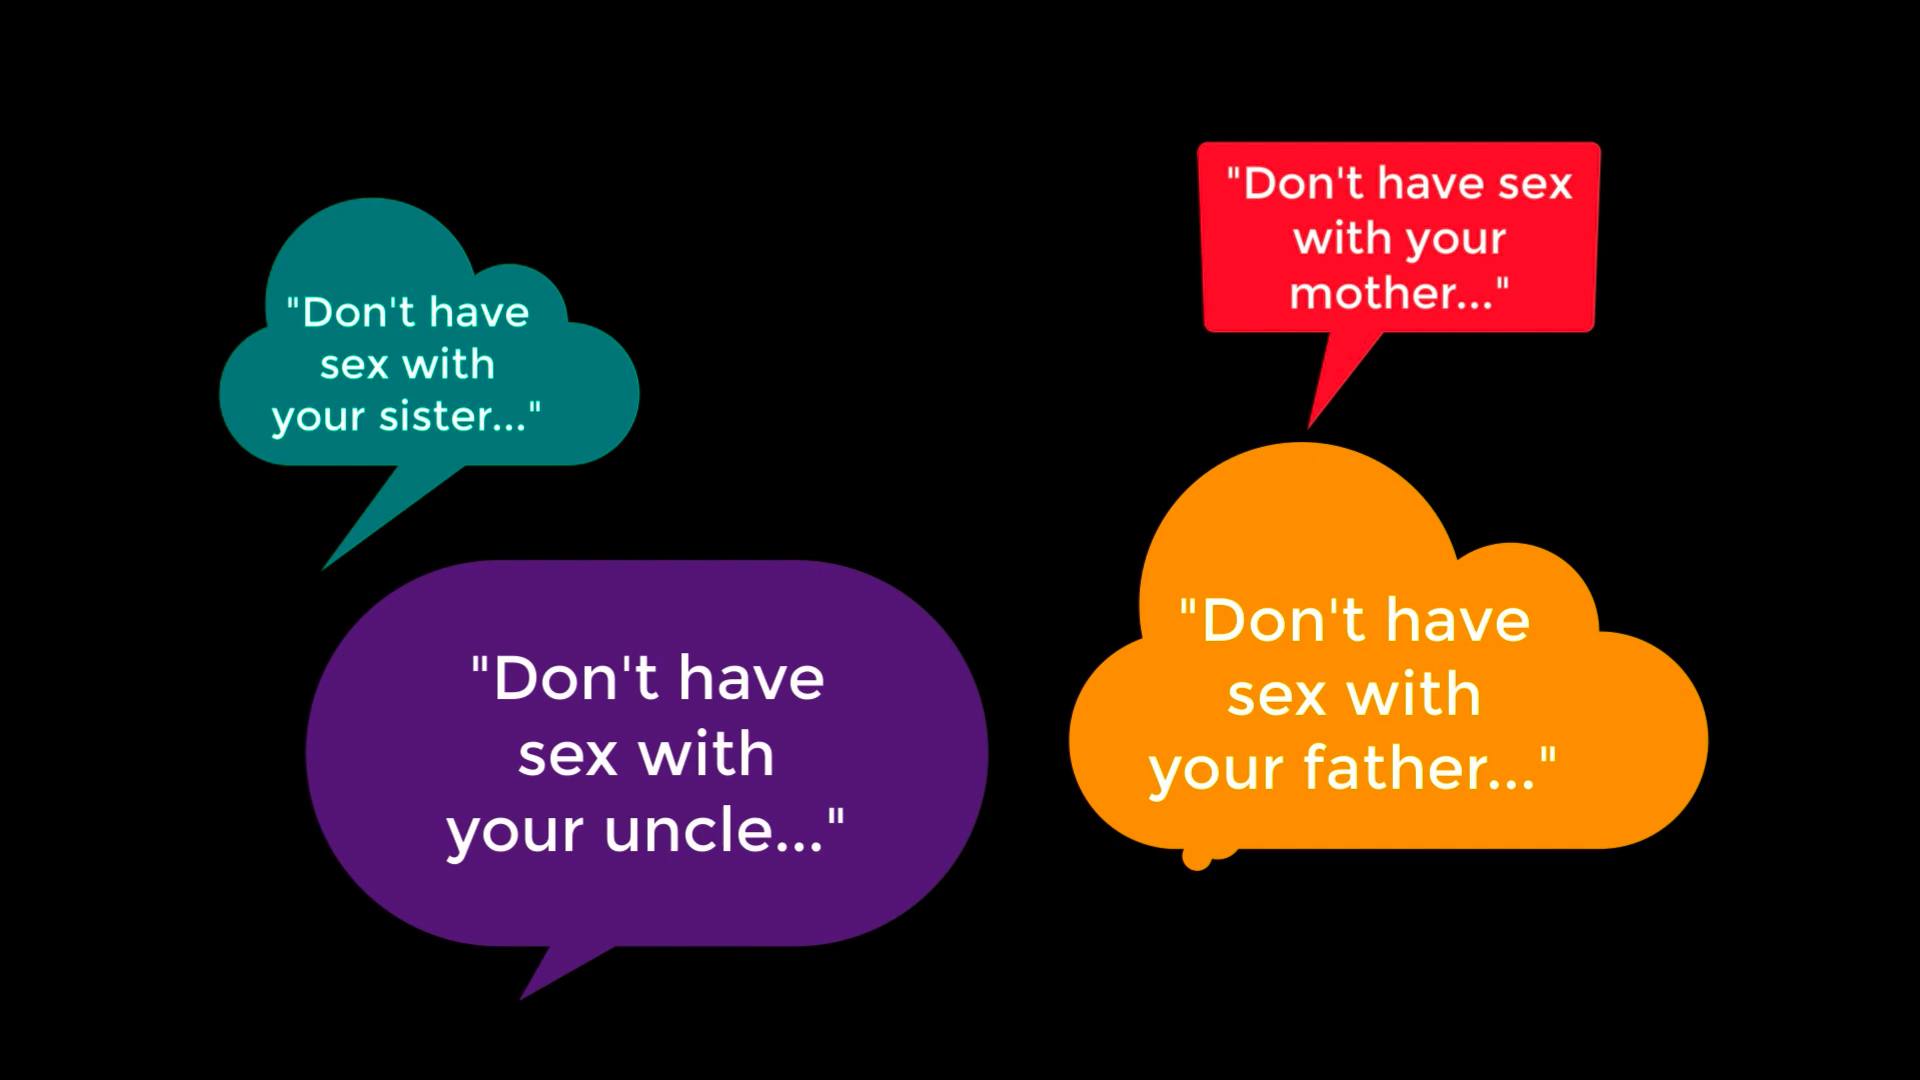 "Don't have
sex with
your sister..."
"Don't have sex
with your
mother..."
"Don't have
sex with
your uncle..."
"Don't have
sex with
your father..."